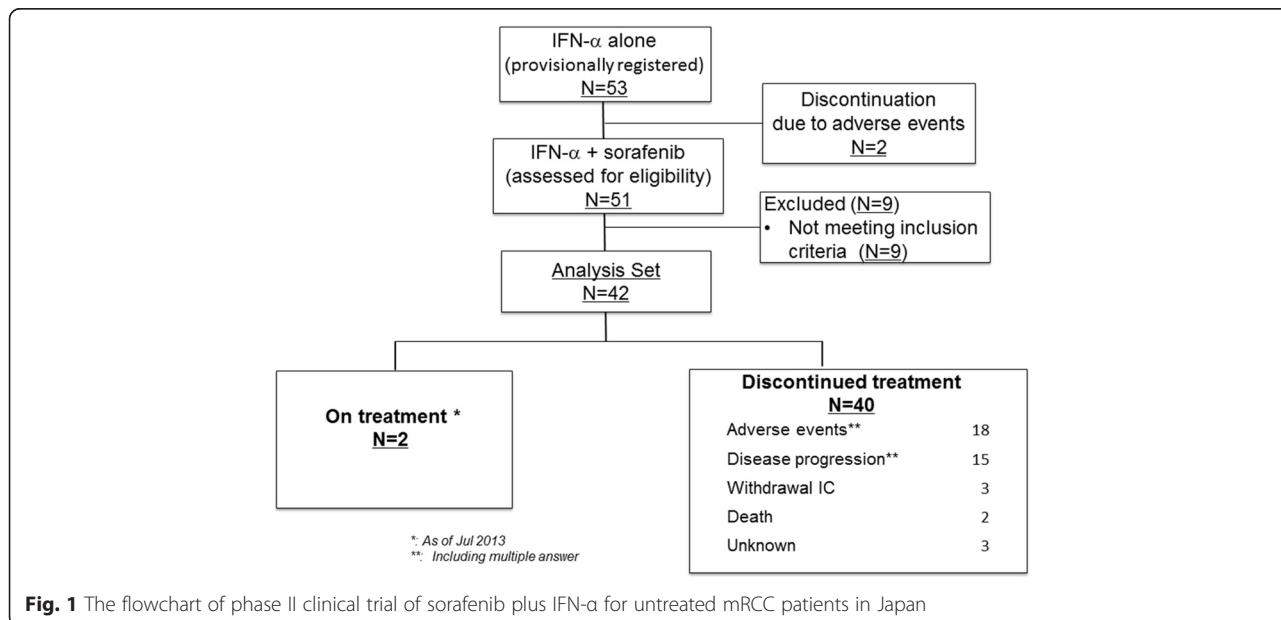 IFN-α alone
(provisionally registered)
N=53
Discontinuation
due to adverse events
N=2
IFN-α + sorafenib
(assessed for eligibility)
N=51
Excluded (N=9)
• Not meeting inclusion
criteria (N=9)
Analysis Set
N=42
On treatment *
N=2
Discontinued treatment
N=40
Adverse events** 18
Disease progression** 15
Withdrawal IC 3
Death 2
Unknown 3
*: As of Jul 2013
**: Including multiple answer
Fig. 1 The flowchart of phase II clinical trial of sorafenib plus IFN-α for untreated mRCC patients in Japan